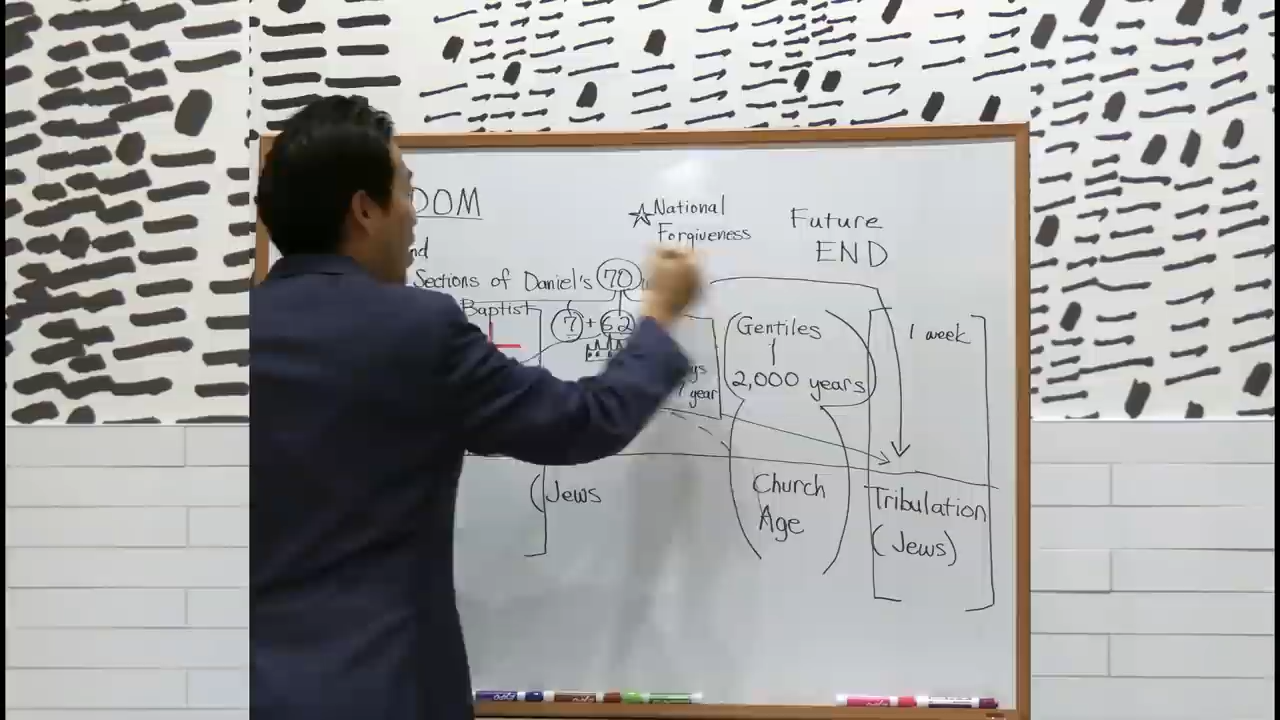 DOM
National
Forgiveness
Future
END
nd
Sections of Daniel's 70
Baptist
7 + 62
Gentiles
2,000 years
1 week
year
Church
Age
(Jews
Tribulation
(Jews)